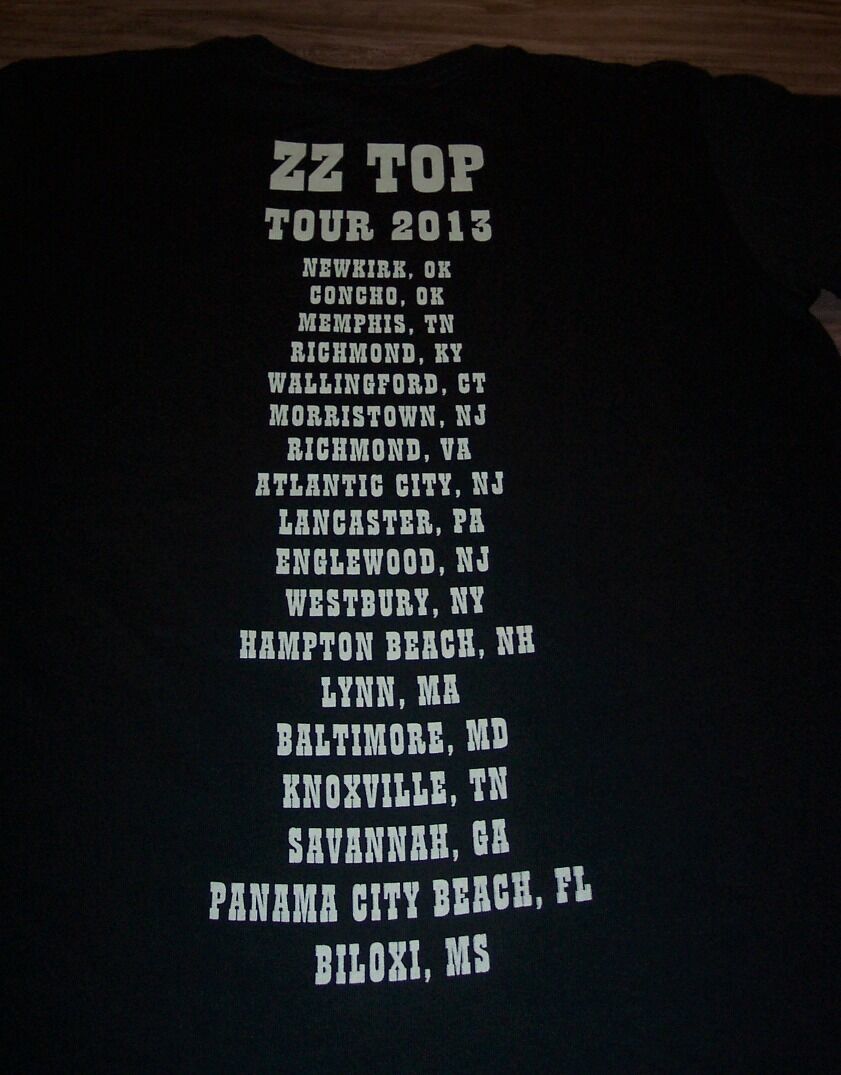 ZZ TOP
TOUR 2013
NEWKIRK, OK
CONCHO, OK
MEMPHIS, TN
RICHMOND, KY
WALLINGFORD, CT
MORRISTOWN, NJ
RICHMOND, VA
ATLANTIC CITY, NJ
LANCASTER, PA
ENGLEWOOD, NJ
WESTBURY, NY
HAMPTON BEACH, NH
LYNN, MA
BALTIMORE, MD
KNOXVILLE, TN
SAVANNAH, GA
PANAMA CITY BEACH, FL
BILOXI, MS